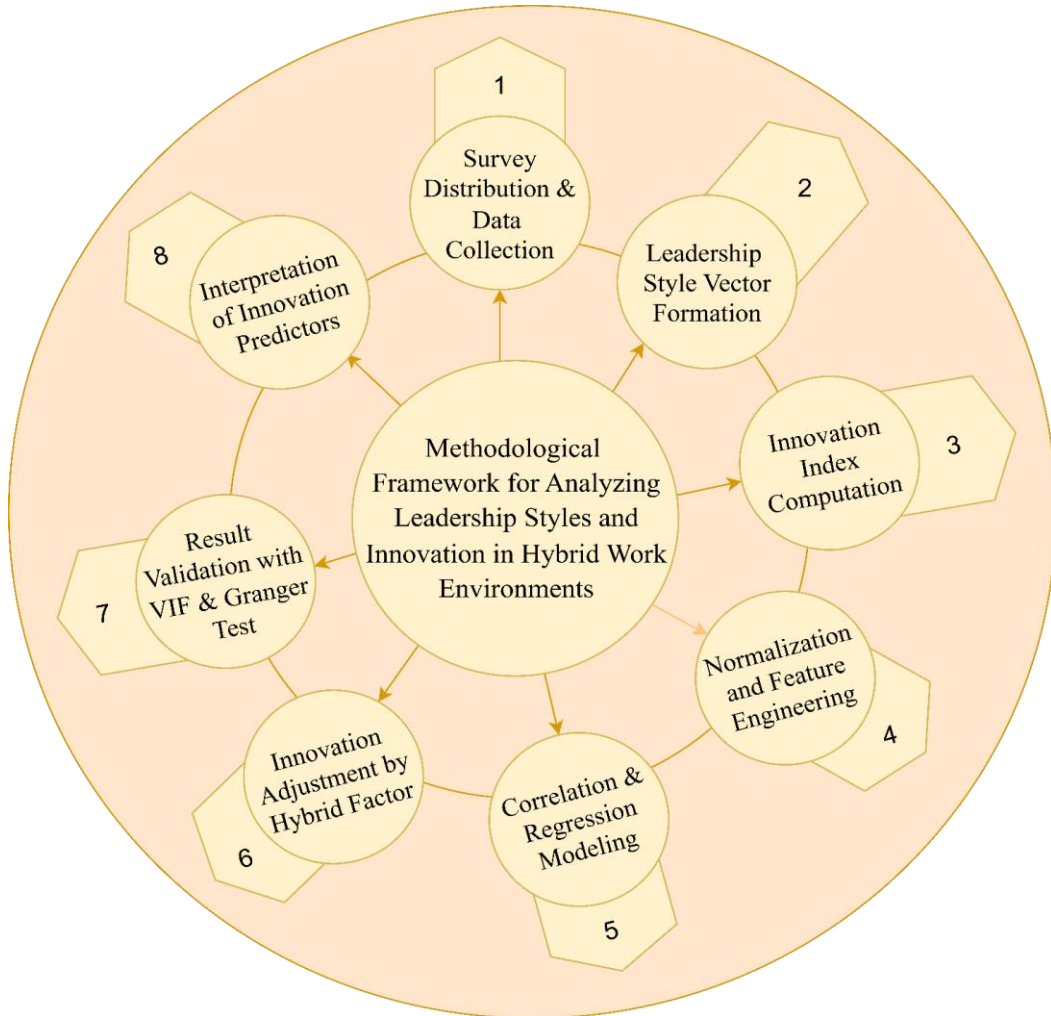 Methodological
Framework for Analyzing
Leadership Styles and
Innovation in Hybrid Work
Environments
1
Survey
Distribution &
Data
Collection
2
Leadership
Style Vector
Formation
3
Innovation
Index
Computation
4
Normalization
and Feature
Engineering
5
Correlation &
Regression
Modeling
6
Innovation
Adjustment by
Hybrid Factor
7
Result
Validation with
VIF & Granger
Test
8
Interpretation
of Innovation
Predictors